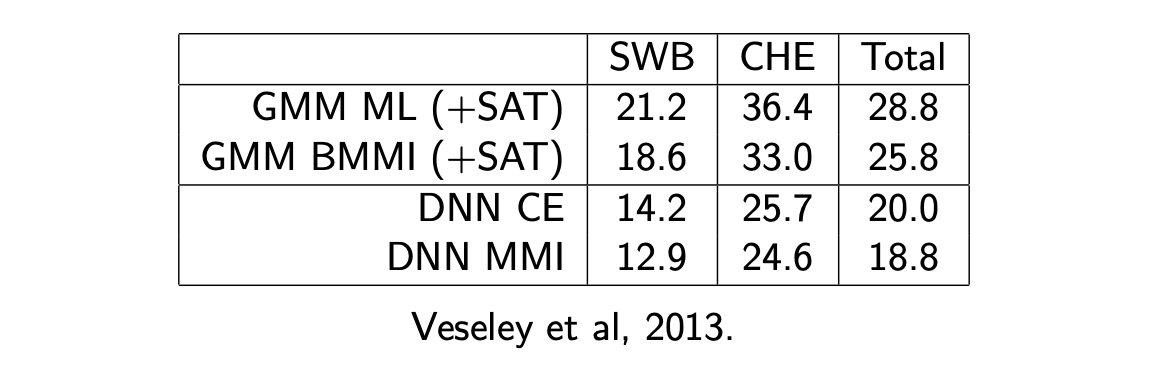 SWB CHE Total
GMM ML (+SAT) 21.2 36.4 28.8
GMM BMMI (+SAT) 18.6 33.0 25.8
DNN CE 14.2 25.7 20.0
DNN MMI 12.9 24.6 18.8
Veseley et al, 2013.